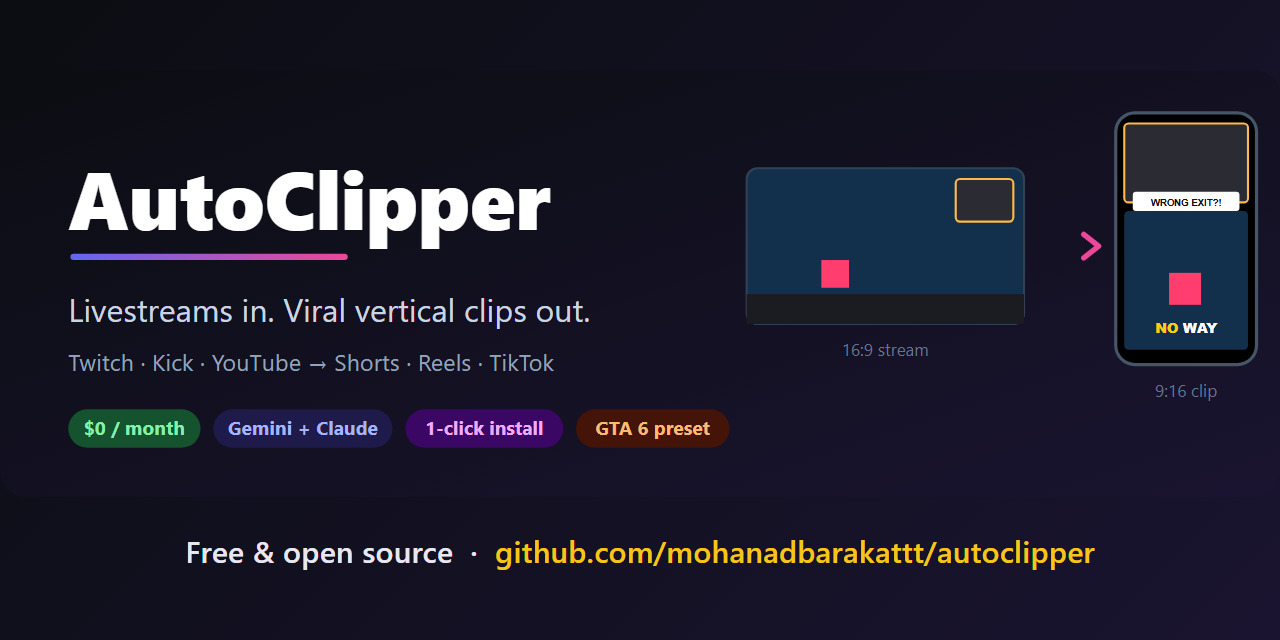 AutoClipper
Livestreams in. Viral vertical clips out.
Twitch · Kick · YouTube → Shorts · Reels · TikTok
$0 / month
Gemini + Claude
1-click install
GTA 6 preset
16:9 stream
WRONG EXIT?!
NO WAY
9:16 clip
Free & open source · github.com/mohanadbarakattt/autoclipper